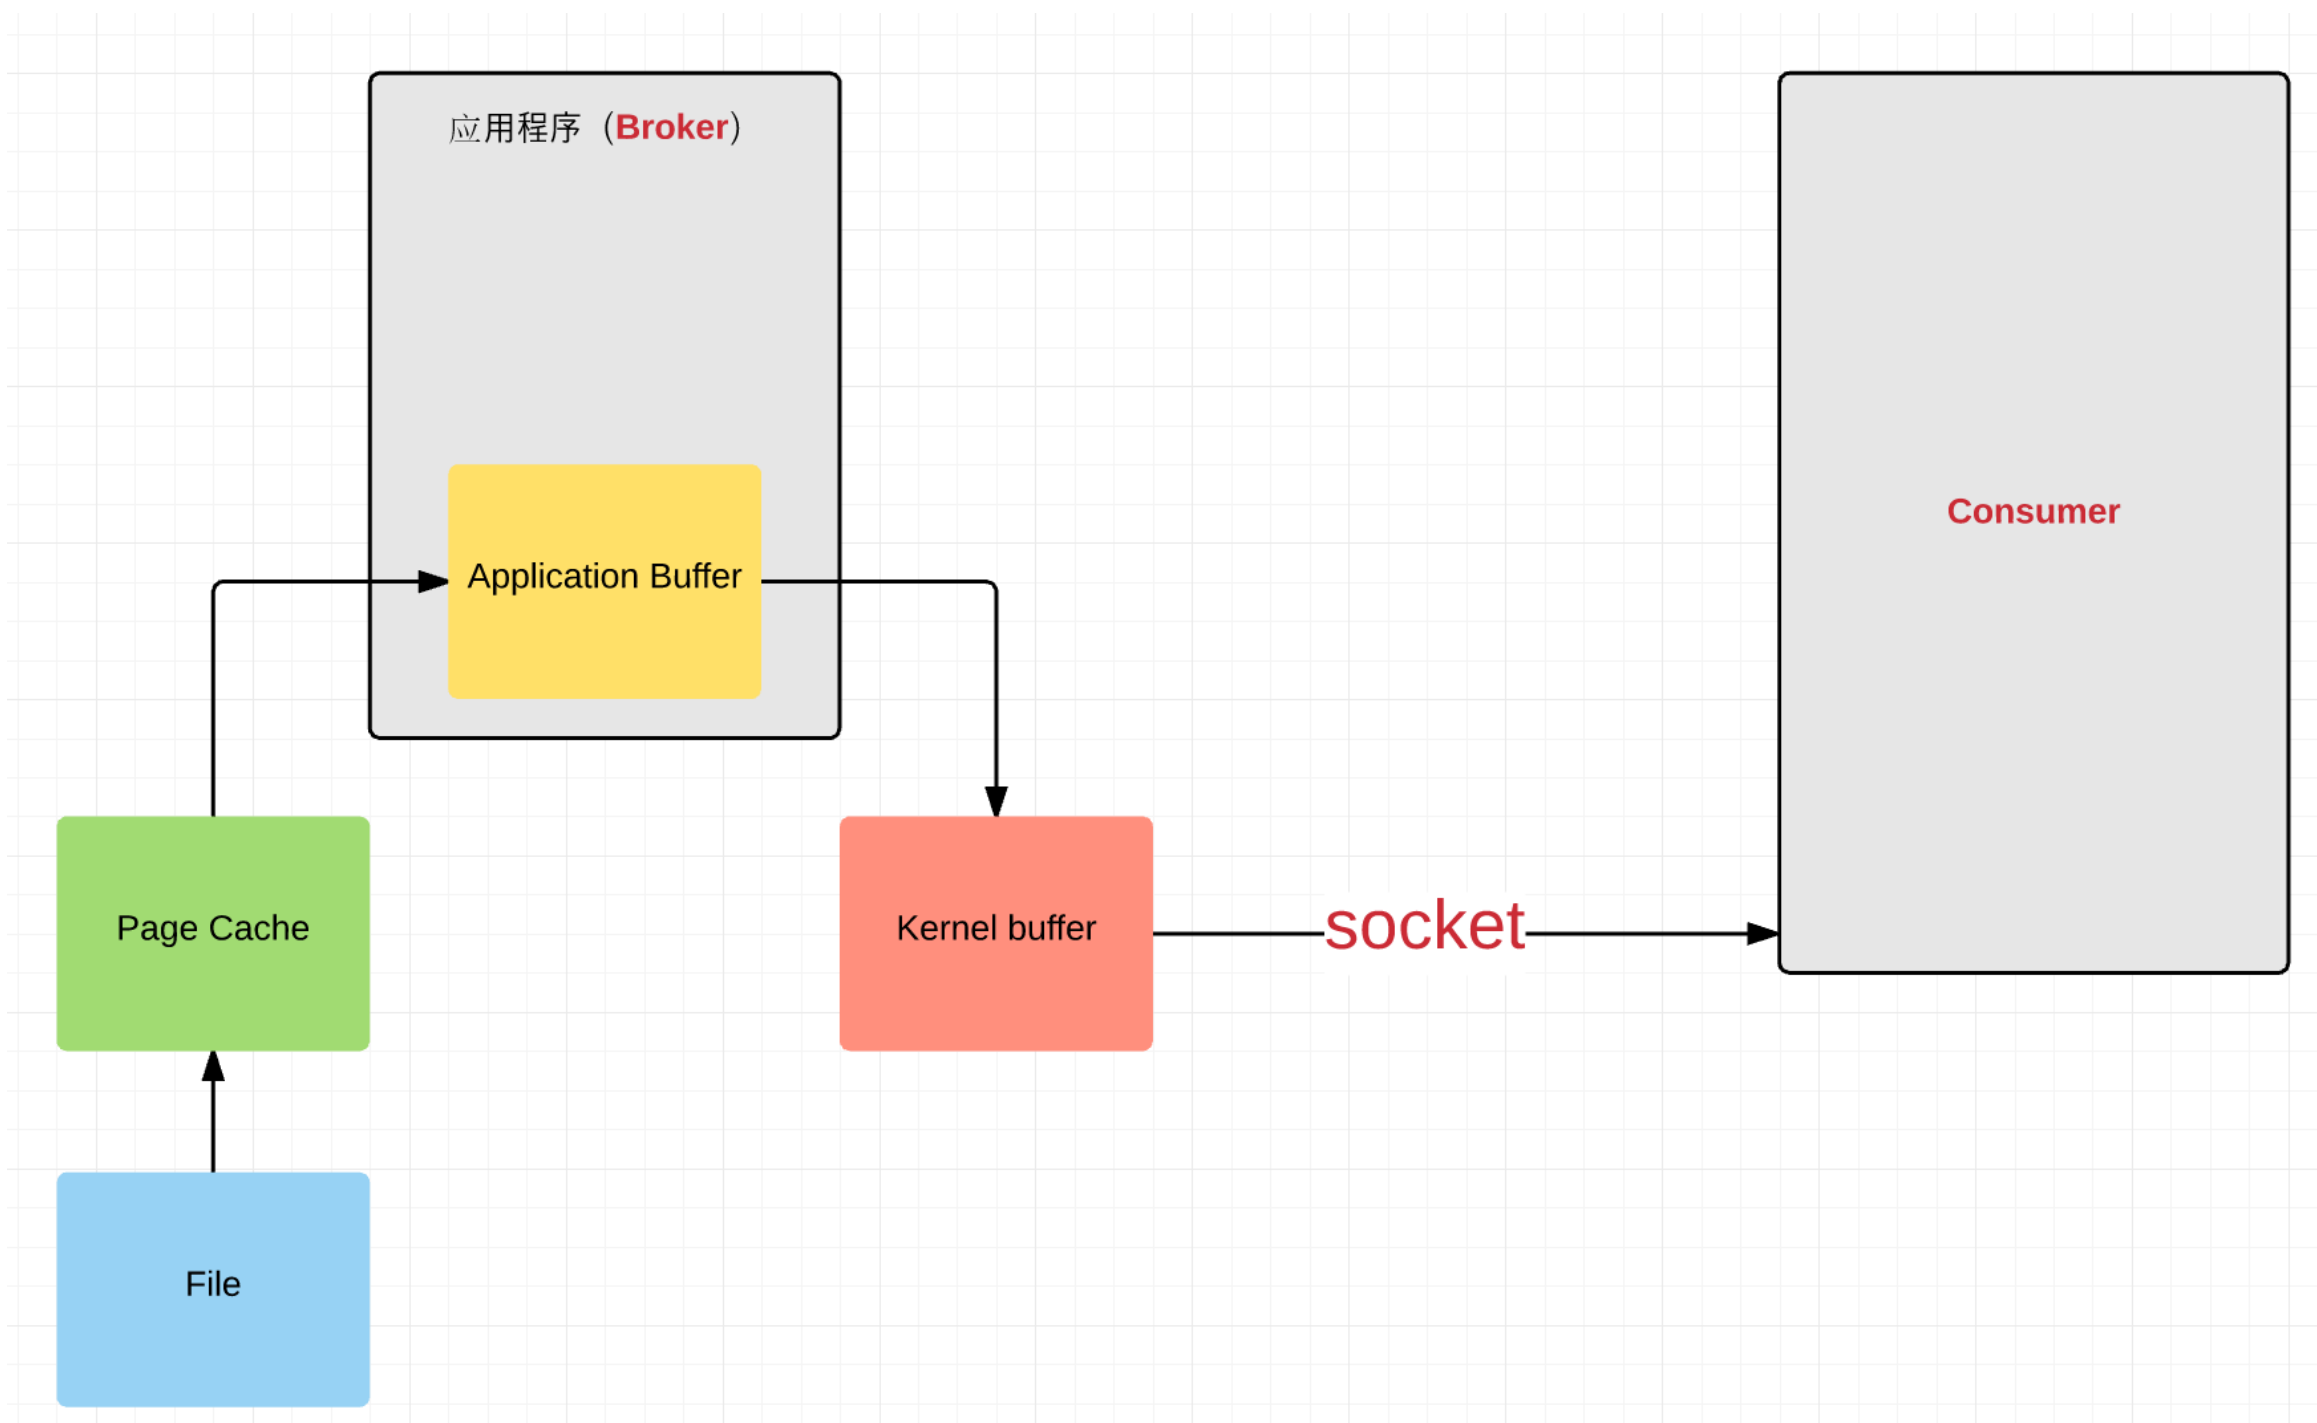 应用程序（Broker）
Consumer
Application Buffer
Page Cache
Kernel buffer
socket
File